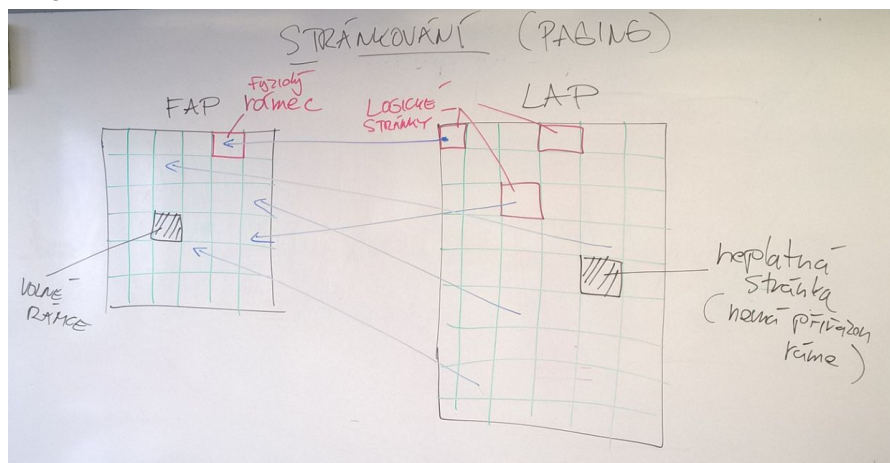 STRÁNKOVÁNÍ (PAGING)
FAP
fyzický
rámec
LOGICKÉ
STRÁNKY
LAP
VOLNÉ
RÁMCE
neplatná
stránka
(nemá přiřazen
rámec)